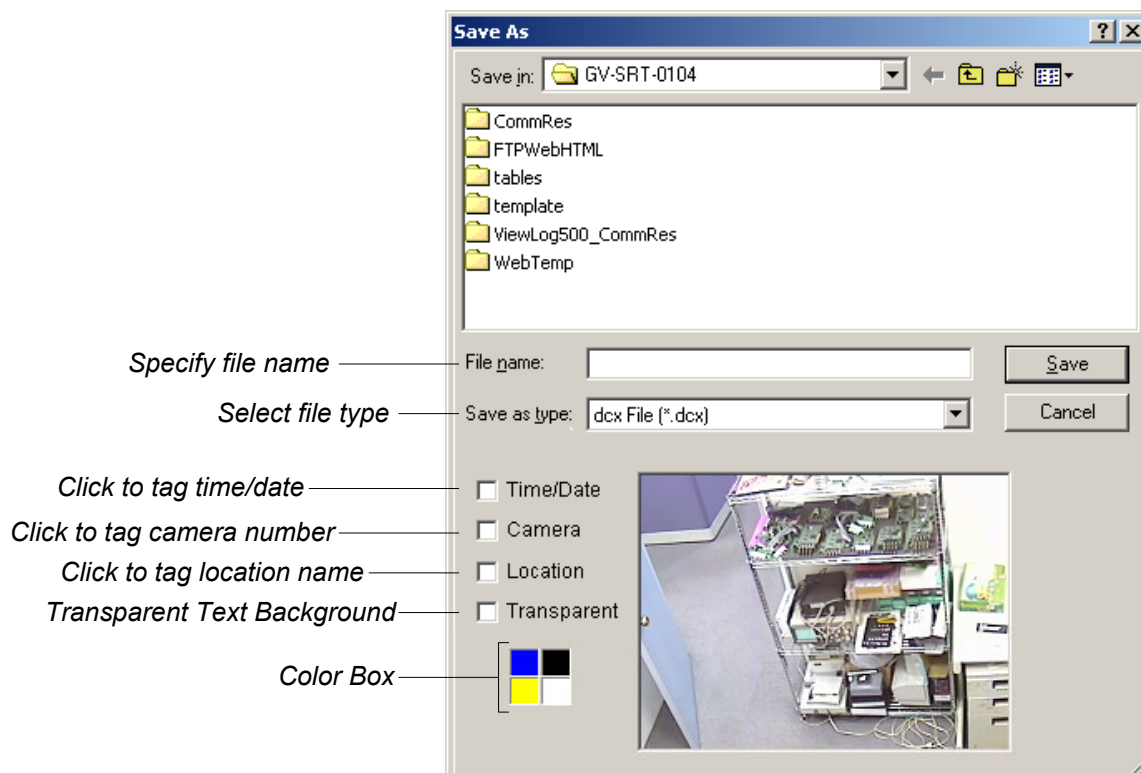 Save As
Save in: GV-SRT-0104
CommRes
FTPWebHTML
tables
template
ViewLog500_CommRes
WebTemp
Specify file name File name: Save
Select file type Save as type: dcx File (*.dcx) Cancel
Click to tag time/date Time/Date
Click to tag camera number Camera
Click to tag location name Location
Transparent Text Background Transparent
Color Box